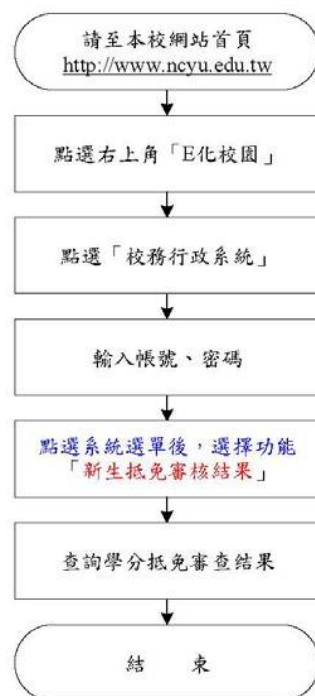 請至本校網站首頁
http://www.ncyu.edu.tw
點選右上角「E化校園」
點選「校務行政系統」
輸入帳號、密碼
點選系統選單後，選擇功能
「新生抵免審核結果」
查詢學分抵免審查結果
結　束